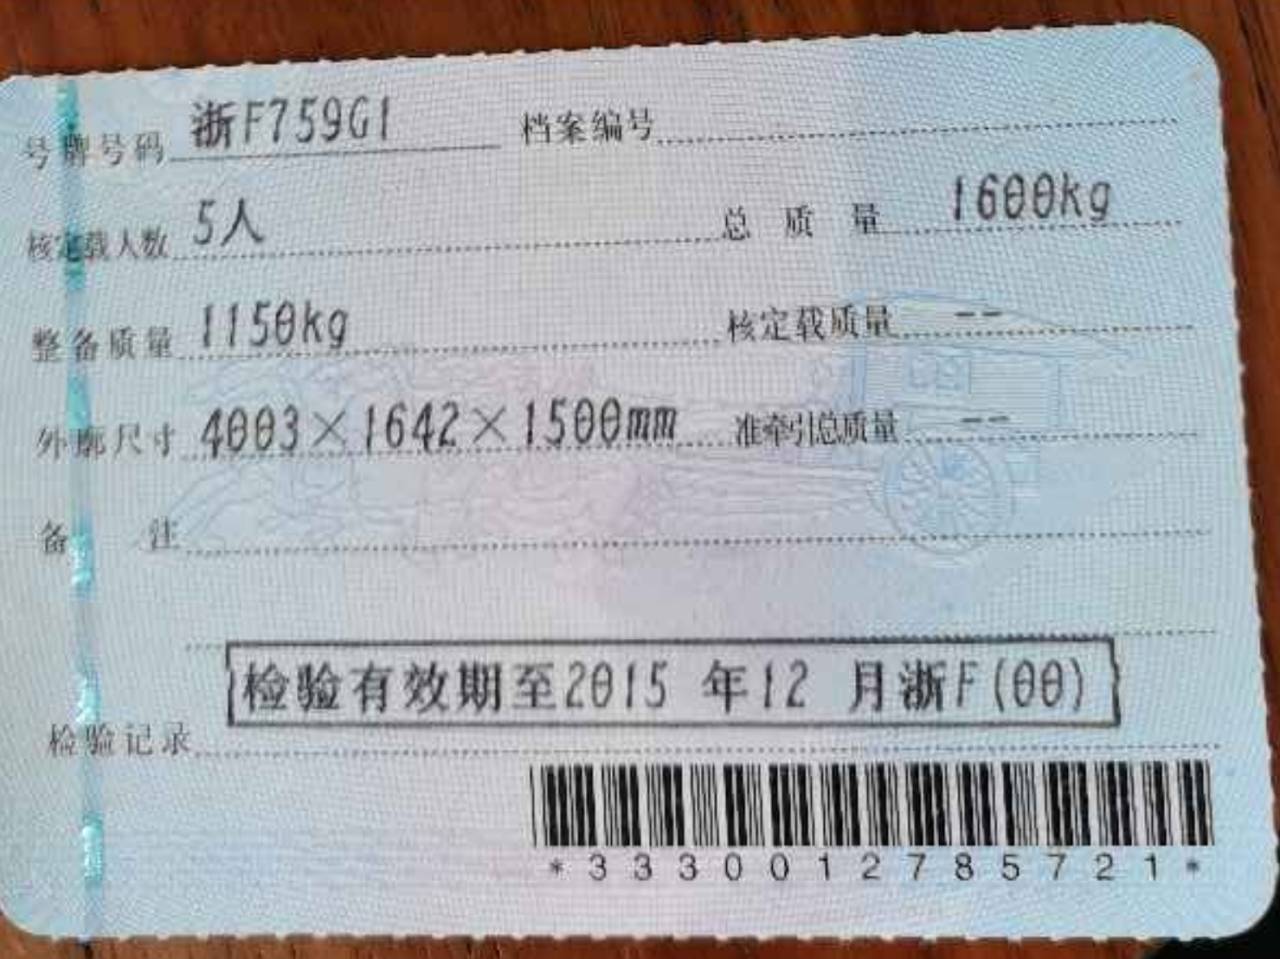 号牌号码 浙F759G1 档案编号
核定载人数 5人 总质量 1600kg
整备质量 1150kg 核定载质量 --
外廓尺寸 4003×1642×1500mm 准牵引总质量 --
备注
检验有效期至2015 年12 月浙F(00)
检验记录
*3330012785721*